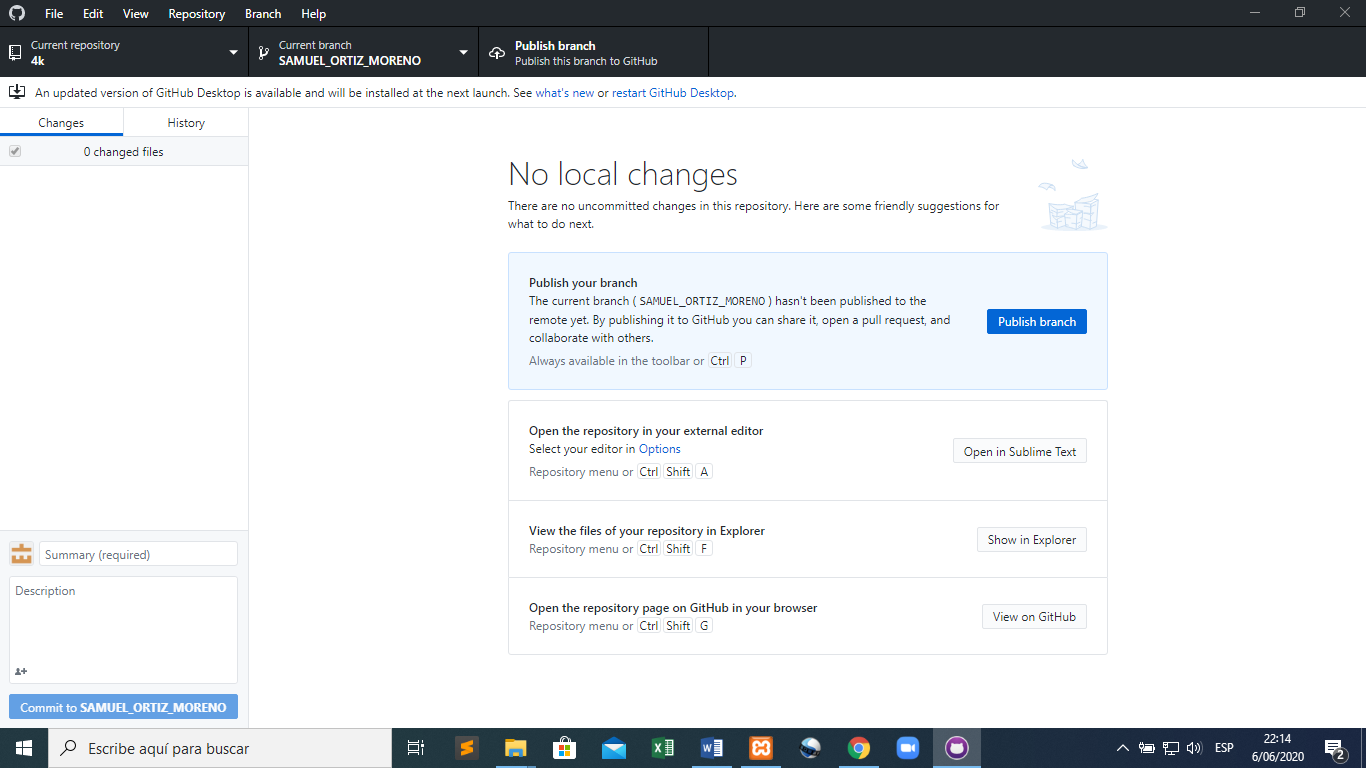 File Edit View Repository Branch Help
Current repository
4k
Current branch
SAMUEL_ORTIZ_MORENO
Publish branch
Publish this branch to GitHub
An updated version of GitHub Desktop is available and will be installed at the next launch. See what's new or restart GitHub Desktop.
Changes History
0 changed files
No local changes
There are no uncommitted changes in this repository. Here are some friendly suggestions for
what to do next.
Publish your branch
The current branch ( SAMUEL_ORTIZ_MORENO ) hasn't been published to the
remote yet. By publishing it to GitHub you can share it, open a pull request, and
collaborate with others.
Always available in the toolbar or Ctrl P
Publish branch
Open the repository in your external editor
Select your editor in Options
Repository menu or Ctrl Shift A
Open in Sublime Text
View the files of your repository in Explorer
Repository menu or Ctrl Shift F
Show in Explorer
Open the repository page on GitHub in your browser
Repository menu or Ctrl Shift G
View on GitHub
Summary (required)
Description
Commit to SAMUEL_ORTIZ_MORENO
Escribe aquí para buscar
ESP
22:14
6/06/2020
2